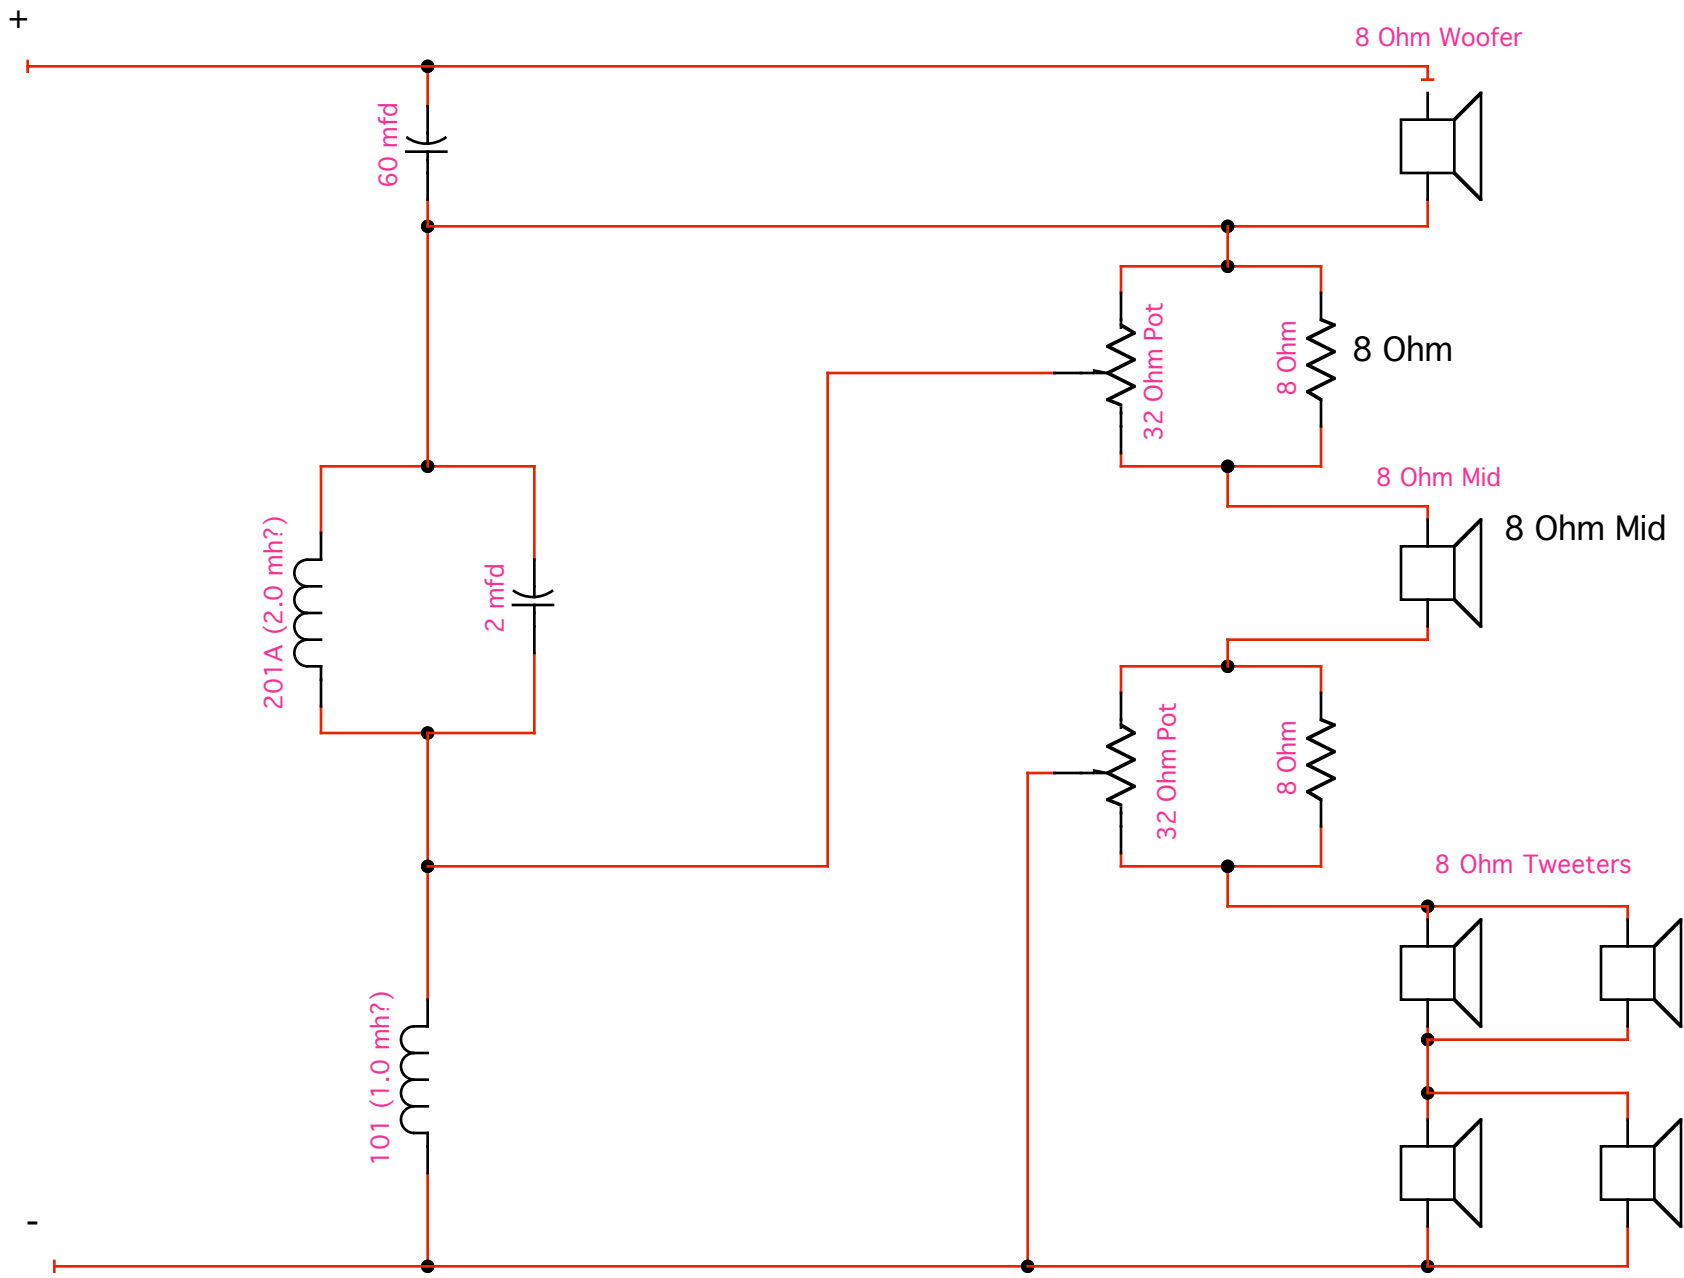 +
8 Ohm Woofer
60 mfd
32 Ohm Pot
8 Ohm
8 Ohm
8 Ohm Mid
8 Ohm Mid
201A (2.0 mh?)
2 mfd
32 Ohm Pot
8 Ohm
8 Ohm Tweeters
101 (1.0 mh?)
-